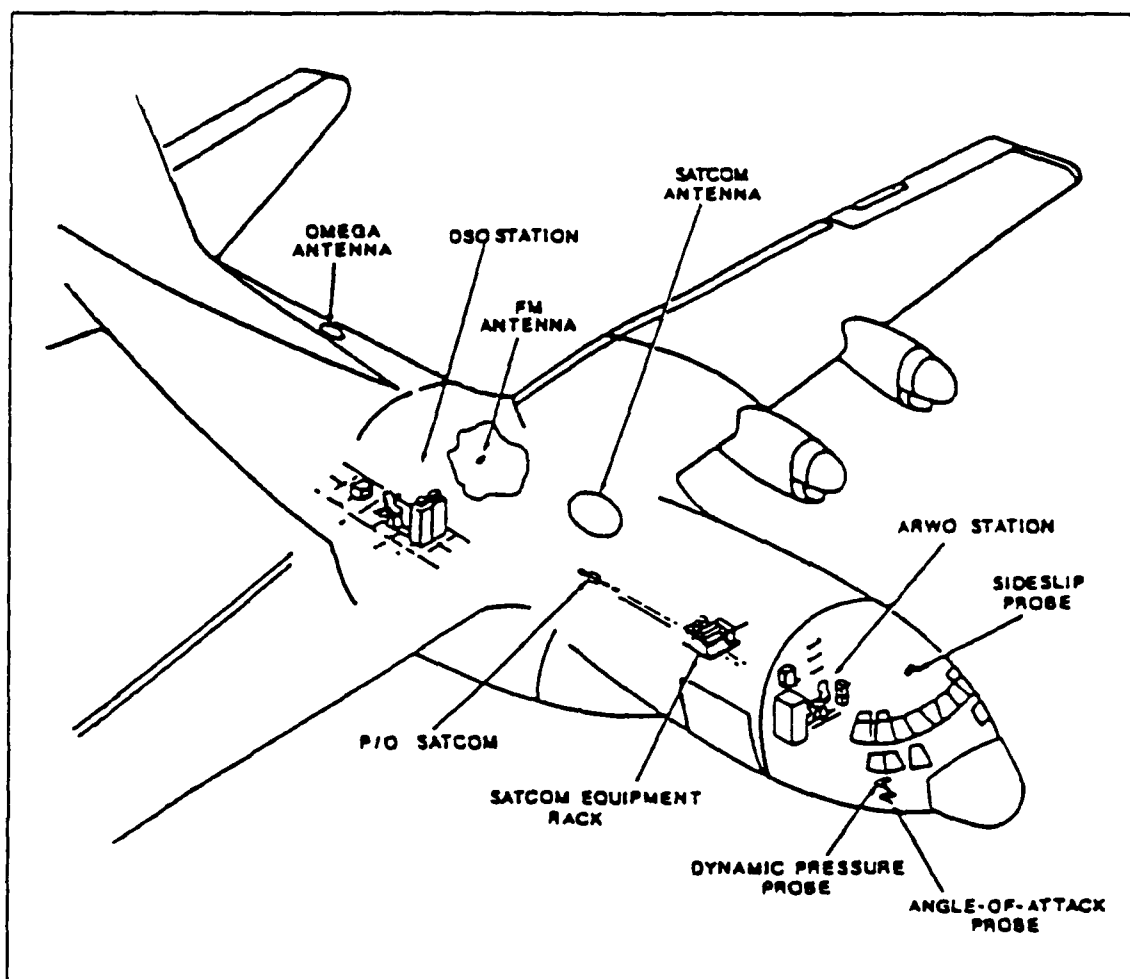 SATCOM
ANTENNA
OMEGA
ANTENNA
DSO STATION
FM
ANTENNA
ARWO STATION
SIDESLIP
PROBE
P/O SATCOM
SATCOM EQUIPMENT
RACK
DYNAMIC PRESSURE
PROBE
ANGLE-OF-ATTACK
PROBE